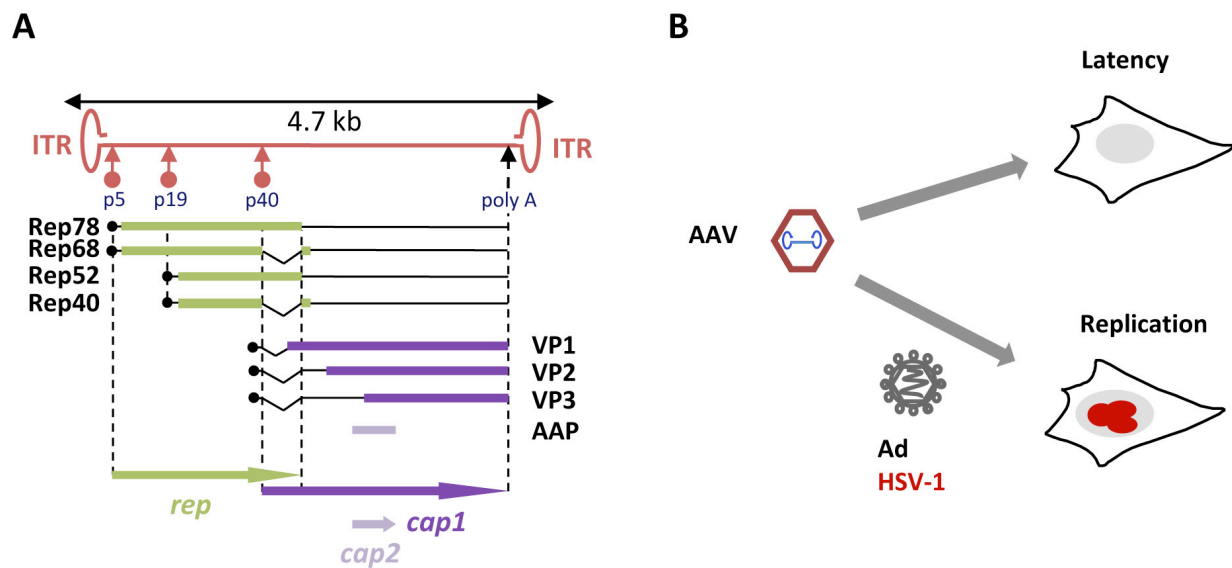 A
4.7 kb
ITR
ITR
p5
p19
p40
poly A
Rep78
Rep68
Rep52
Rep40
VP1
VP2
VP3
AAP
rep
cap1
cap2
B
Latency
AAV
Replication
Ad
HSV-1